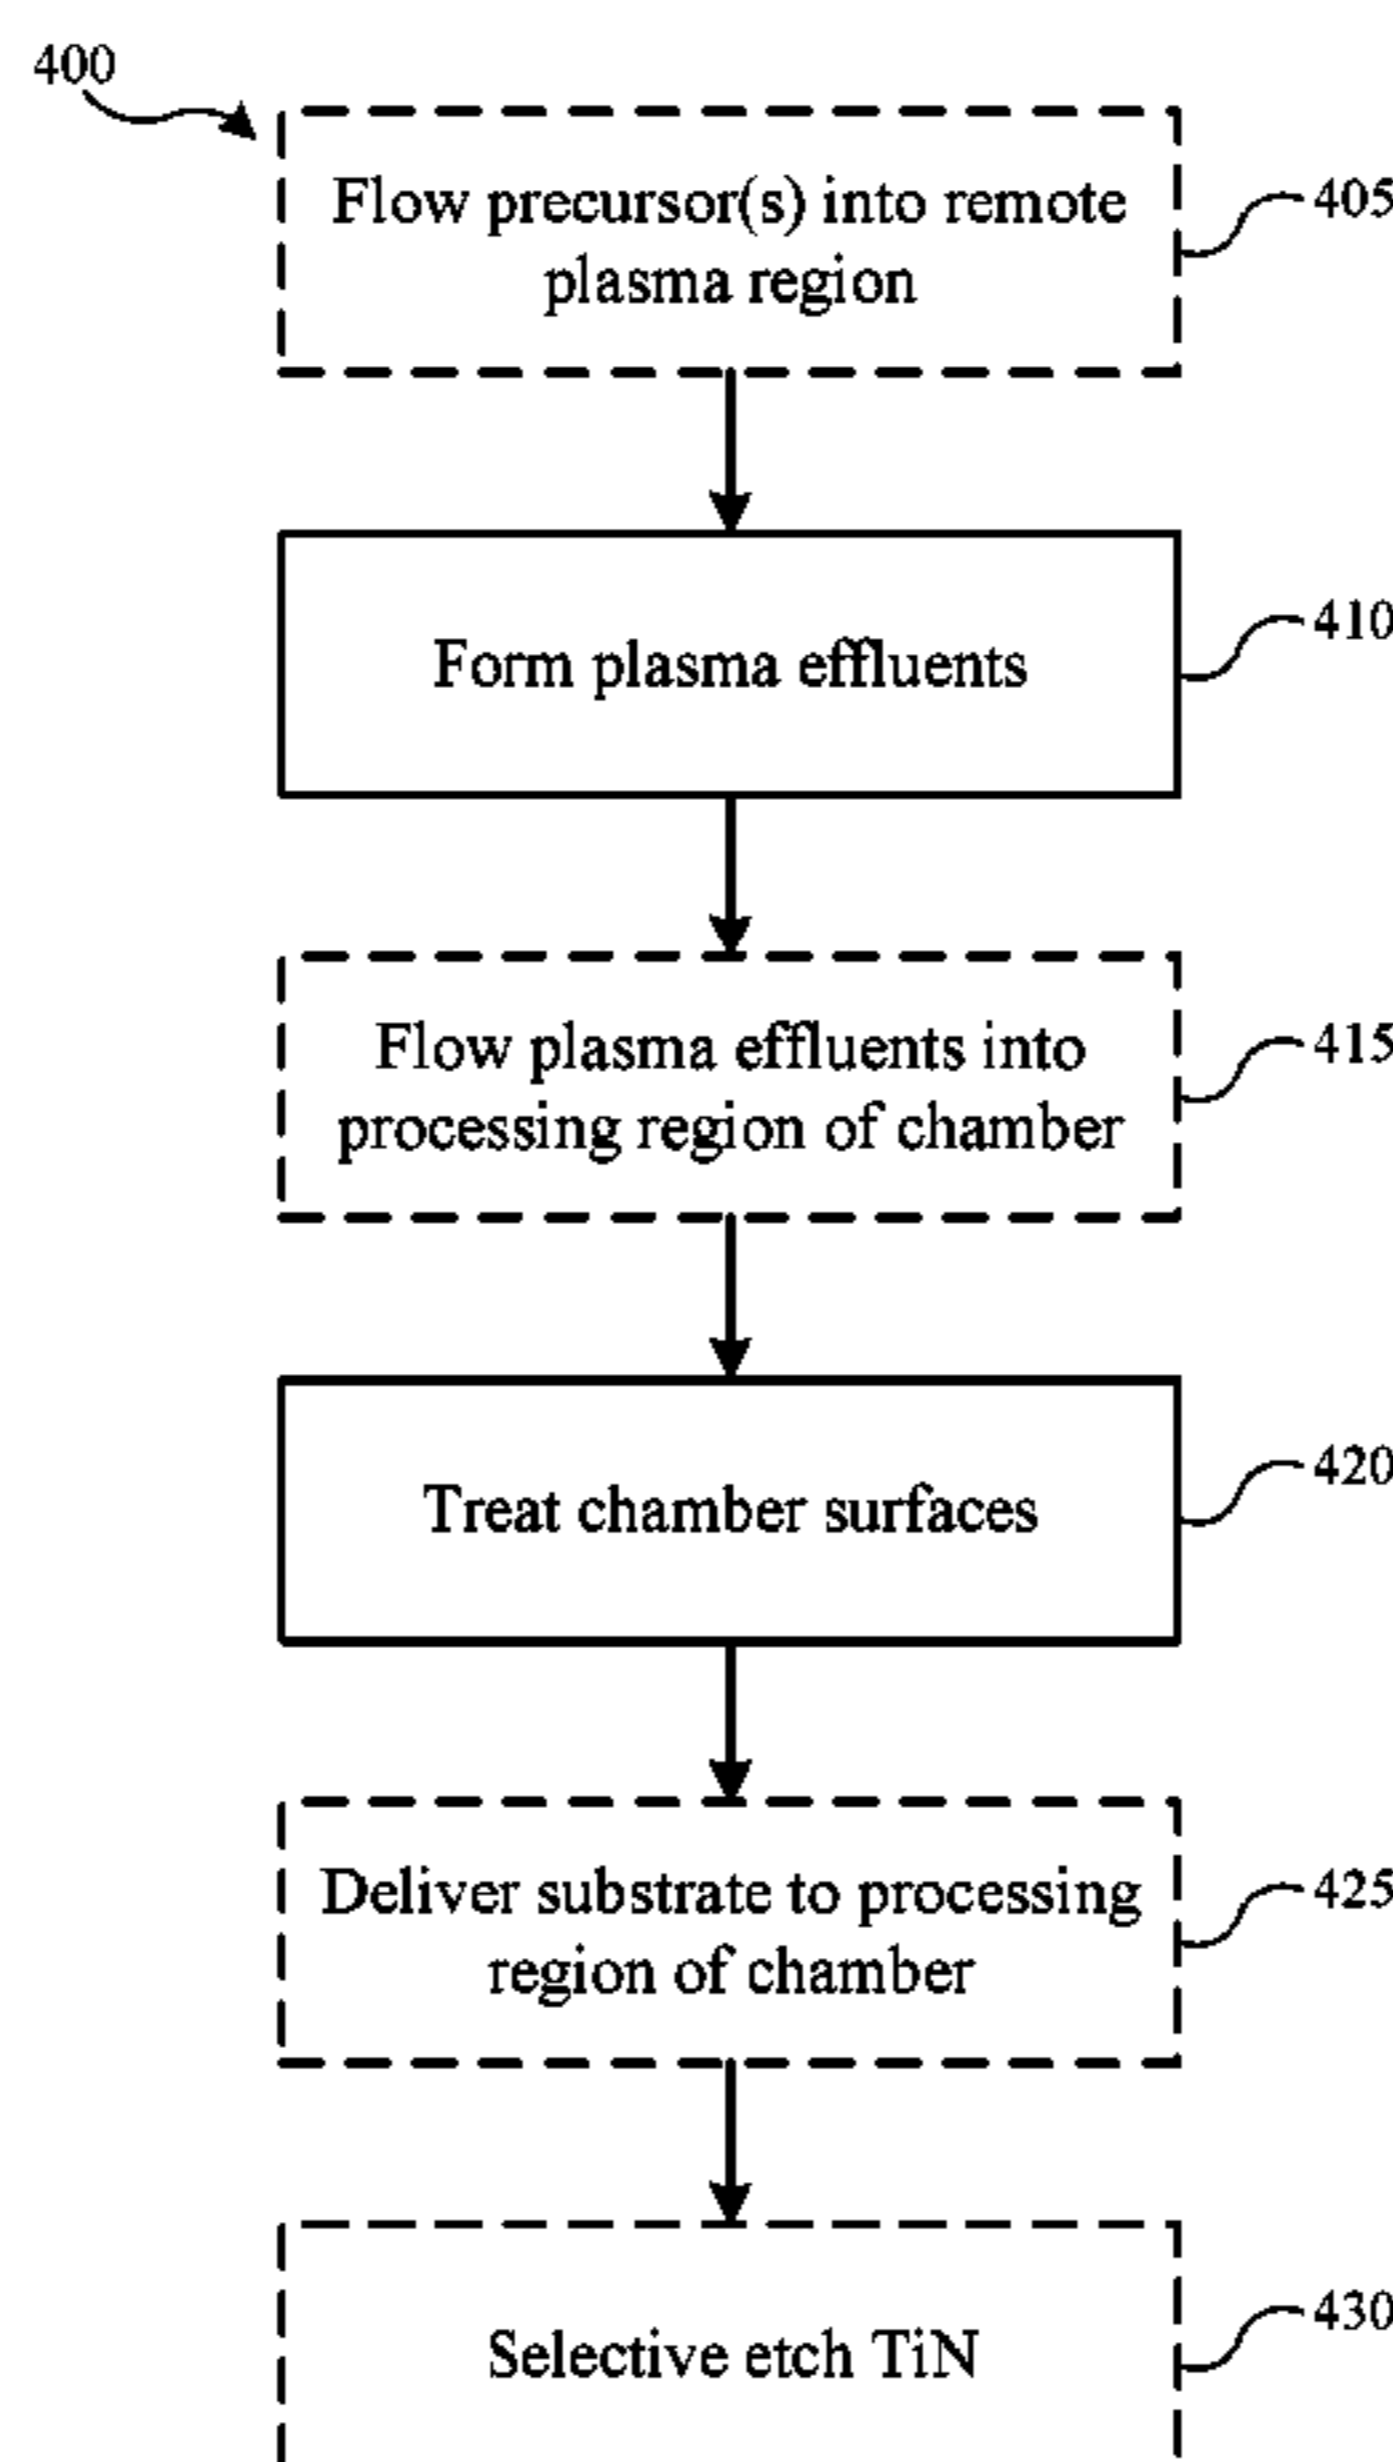 400
Flow precursor(s) into remote
plasma region
405
Form plasma effluents
410
Flow plasma effluents into
processing region of chamber
415
Treat chamber surfaces
420
Deliver substrate to processing
region of chamber
425
Selective etch TiN
430